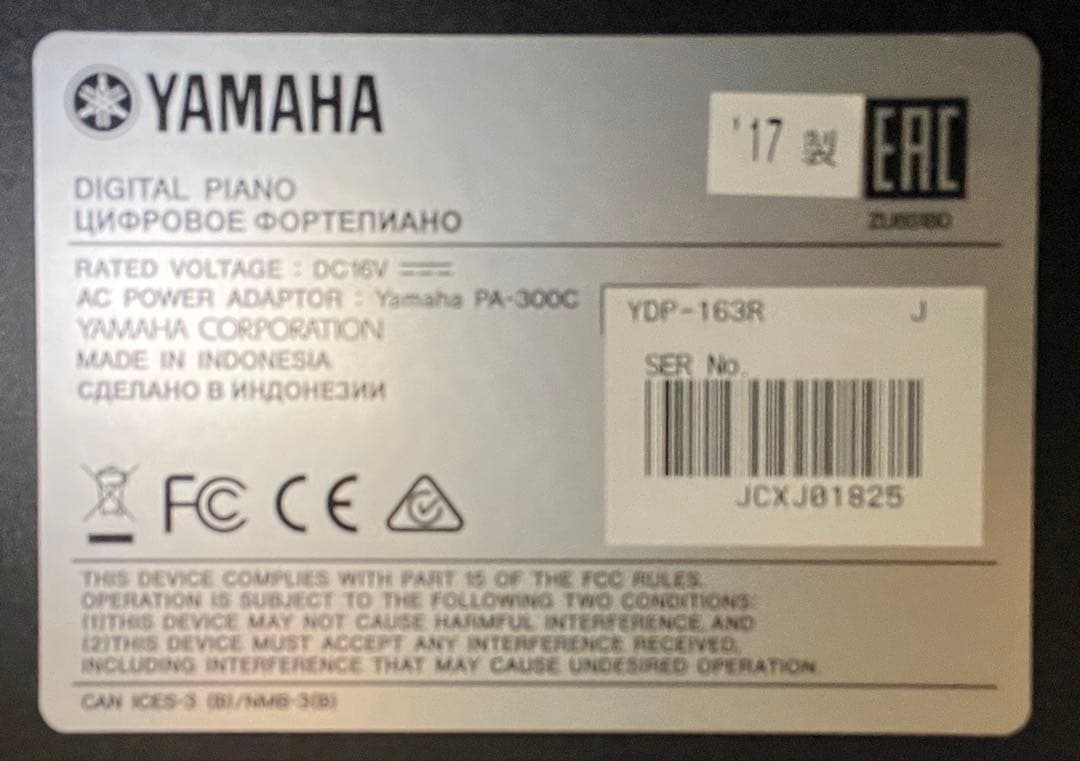 YAMAHA
'17 製
EAC
DIGITAL PIANO
ЦИФРОВОЕ ФОРТЕПИАНО
RATED VOLTAGE : DC16V
AC POWER ADAPTOR : Yamaha PA-300C
YAMAHA CORPORATION
MADE IN INDONESIA
СДЕЛАНО В ИНДОНЕЗИИ
YDP-163R J
SER No.
JCXJ01825
FC CE
THIS DEVICE COMPLIES WITH PART 15 OF THE FCC RULES.
OPERATION IS SUBJECT TO THE FOLLOWING TWO CONDITIONS:
(1)THIS DEVICE MAY NOT CAUSE HARMFUL INTERFERENCE, AND
(2)THIS DEVICE MUST ACCEPT ANY INTERFERENCE RECEIVED,
INCLUDING INTERFERENCE THAT MAY CAUSE UNDESIRED OPERATION.
CAN ICES-3 (B)/NMB-3(B)